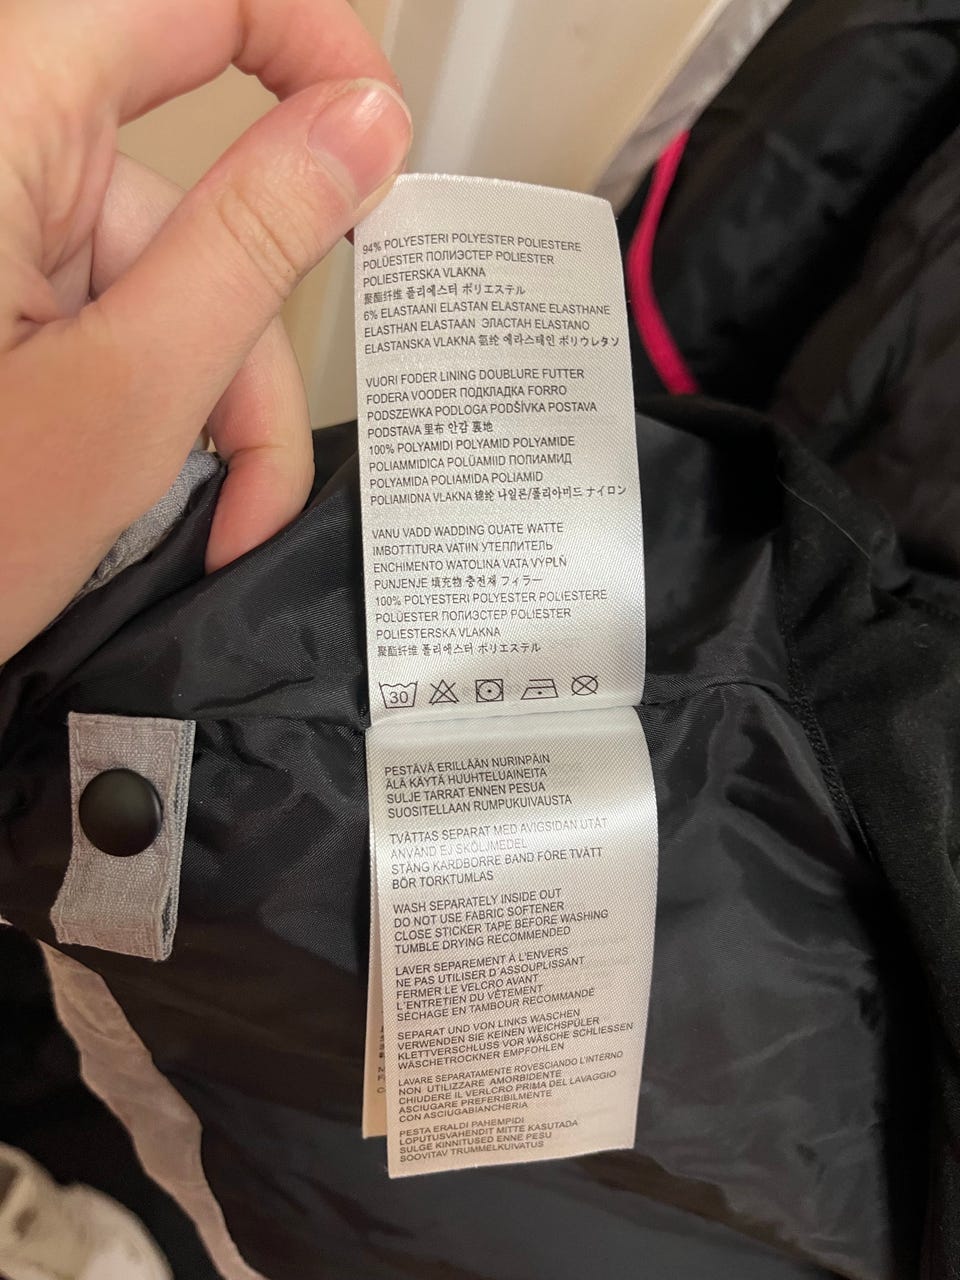 94% POLYESTERI POLYESTER POLIESTERE
POLÜESTER ПОЛИЭСТЕР POLIESTER
POLIESTERSKA VLAKNA
聚酯纤维 폴리에스터 ポリエステル
6% ELASTAANI ELASTAN ELASTANE ELASTHANE
ELASTHAN ELASTAAN ЭЛАСТАН ELASTANO
ELASTANSKA VLAKNA 氨纶 에라스테인 ポリウレタン
VUORI FODER LINING DOUBLURE FUTTER
FODERA VOODER ПОДКЛАДКА FORRO
PODSZEWKA PODLOGA PODŠÍVKA POSTAVA
PODSTAVA 里布 안감 裏地
100% POLYAMIDI POLYAMID POLYAMIDE
POLIAMMIDICA POLÜAMIID ПОЛИАМИД
POLYAMIDA POLIAMIDA POLIAMID
POLIAMIDNA VLAKNA 锦纶 나일론/폴리아미드 ナイロン
VANU VADD WADDING OUATE WATTE
IMBOTTITURA VATIIN УТЕПЛИТЕЛЬ
ENCHIMENTO WATOLINA VATA VYPLŇ
PUNJENJE 填充物 충전재 フィラー
100% POLYESTERI POLYESTER POLIESTERE
POLÜESTER ПОЛИЭСТЕР POLIESTER
POLIESTERSKA VLAKNA
聚酯纤维 폴리에스터 ポリエステル
30
PESTÄVÄ ERILLÄÄN NURINPÄIN
ÄLÄ KÄYTÄ HUUHTELUAINEITA
SULJE TARRAT ENNEN PESUA
SUOSITELLAAN RUMPUKUIVAUSTA
TVÄTTAS SEPARAT MED AVIGSIDAN UTÅT
ANVÄND EJ SKÖLJMEDEL
STÄNG KARDBORRE BAND FÖRE TVÄTT
BÖR TORKTUMLAS
WASH SEPARATELY INSIDE OUT
DO NOT USE FABRIC SOFTENER
CLOSE STICKER TAPE BEFORE WASHING
TUMBLE DRYING RECOMMENDED
LAVER SEPAREMENT À L'ENVERS
NE PAS UTILISER D'ASSOUPLISSANT
FERMER LE VELCRO AVANT
L'ENTRETIEN DU VÊTEMENT
SÉCHAGE EN TAMBOUR RECOMMANDÉ
SEPARAT UND VON LINKS WASCHEN
VERWENDEN SIE KEINEN WEICHSPÜLER
KLETTVERSCHLUSS VOR WÄSCHE SCHLIESSEN
WÄSCHETROCKNER EMPFOHLEN
LAVARE SEPARATAMENTE ROVESCIANDO L'INTERNO
NON UTILIZZARE AMORBIDENTE
CHIUDERE IL VERLCRO PRIMA DEL LAVAGGIO
ASCIUGARE PREFERIBILMENTE
CON ASCIUGABIANCHERIA
PESTA ERALDI PAHEMPIDI
LOPUTUSVAHENDIT MITTE KASUTADA
SULGE KINNITUSED ENNE PESU
SOOVITAV TRUMMELKUIVATUS